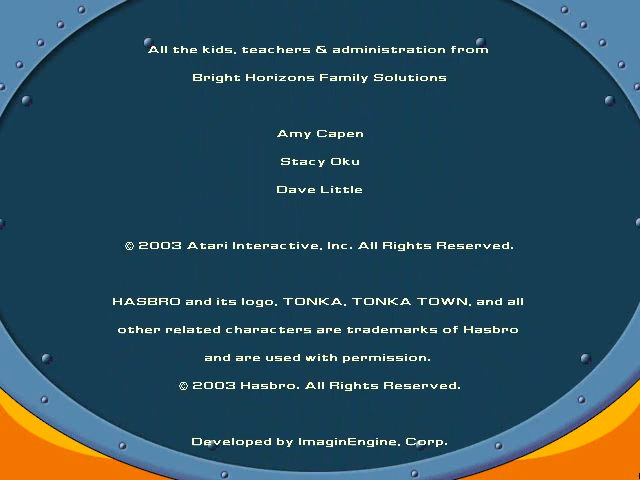 All the kids, teachers & administration from
Bright Horizons Family Solutions
Amy Capen
Stacy Oku
Dave Little
© 2003 Atari Interactive, Inc. All Rights Reserved.
HASBRO and its logo, TONKA, TONKA TOWN, and all
other related characters are trademarks of Hasbro
and are used with permission.
© 2003 Hasbro. All Rights Reserved.
Developed by ImaginEngine, Corp.